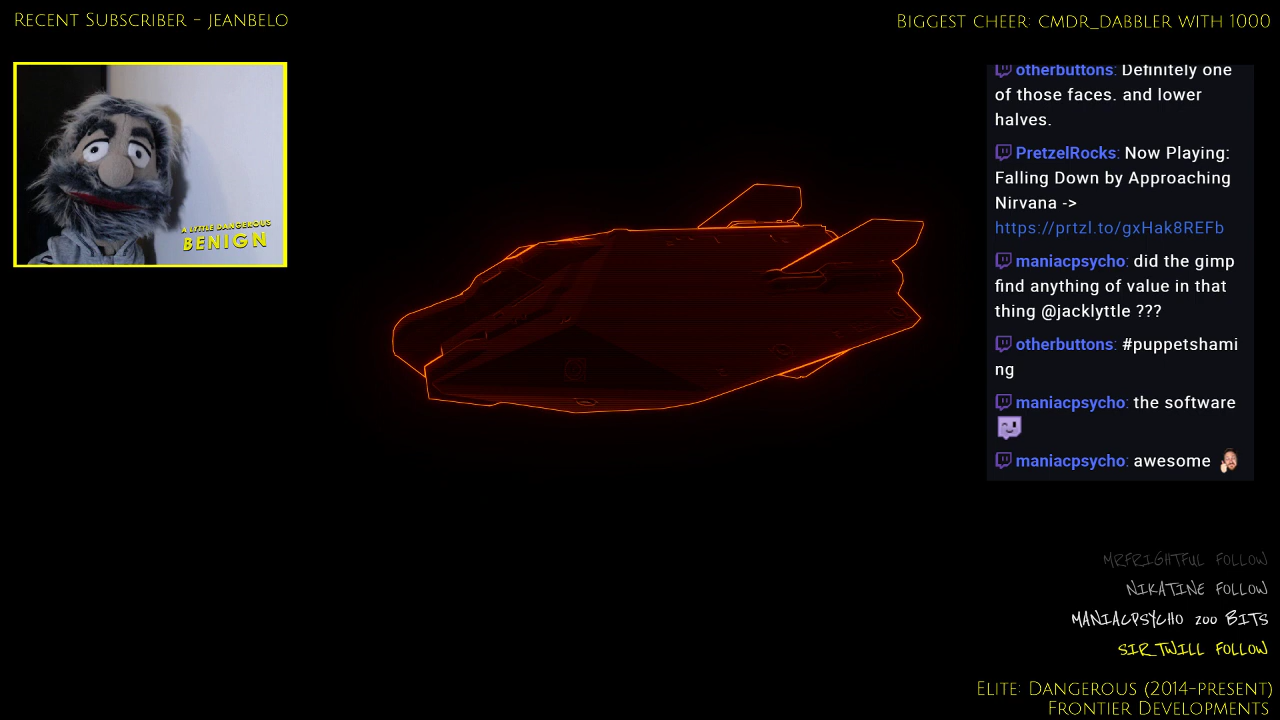 Recent Subscriber - jeanbelo
Biggest cheer: cmdr_dabbler with 1000
A LYTTLE DANGEROUS
BENIGN
otherbuttons: Definitely one
of those faces. and lower
halves.
PretzelRocks: Now Playing:
Falling Down by Approaching
Nirvana ->
https://prtzl.to/gxHak8REFb
maniacpsycho: did the gimp
find anything of value in that
thing @jacklyttle ???
otherbuttons: #puppetshami
ng
maniacpsycho: the software
maniacpsycho: awesome
MRFRIGHTFUL FOLLOW
NIKATINE FOLLOW
MANIACPSYCHO 200 BITS
SIR_TWILL FOLLOW
Elite: Dangerous (2014-present)
Frontier Developments